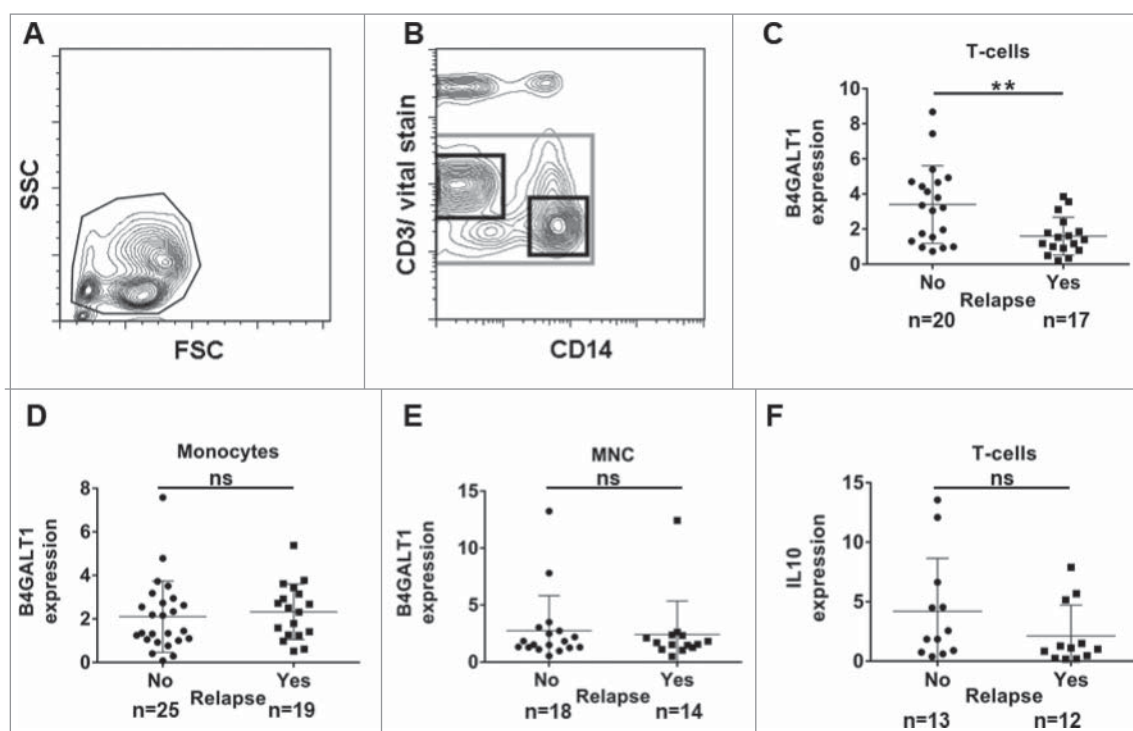 A
SSC
FSC
B
CD3/ vital stain
CD14
C
T-cells
**
B4GALT1
expression
10
8
6
4
2
0
No
Yes
Relapse
n=20
n=17
D
Monocytes
ns
B4GALT1
expression
8
6
4
2
0
No
Yes
Relapse
n=25
n=19
E
MNC
ns
B4GALT1
expression
15
10
5
0
No
Yes
Relapse
n=18
n=14
F
T-cells
ns
IL10
expression
15
10
5
0
No
Yes
Relapse
n=13
n=12